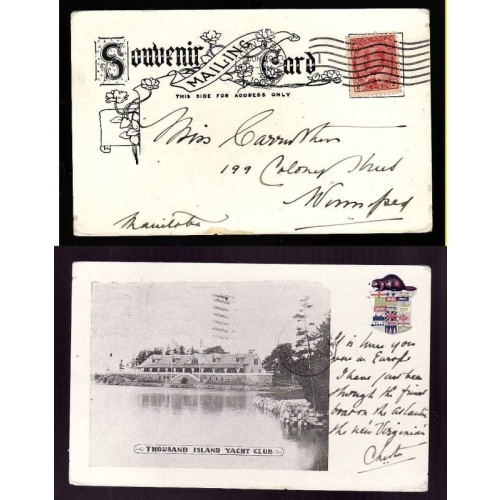 Souvenir MAILING Card
THIS SIDE FOR ADDRESS ONLY
Miss Carruthers
199 Colony Street
Winnipeg
Manitoba
It is here you
were in Europe
I have just been
through the finest
boat on the Atlantic
the new 'Virginian'
THOUSAND ISLAND YACHT CLUB